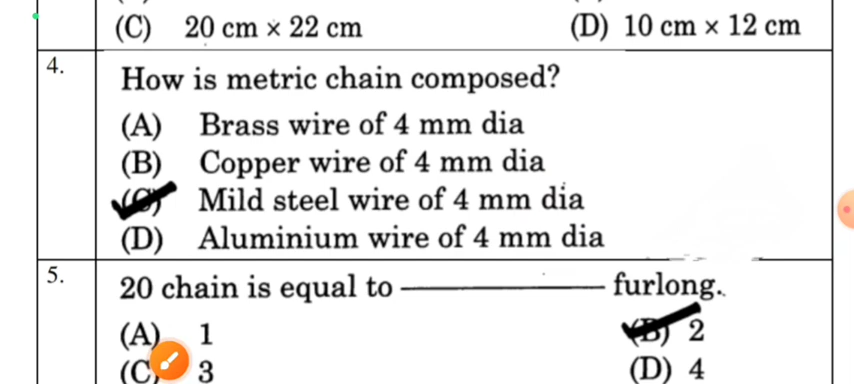 (C) 20 cm × 22 cm (D) 10 cm × 12 cm
4. How is metric chain composed?
(A) Brass wire of 4 mm dia
(B) Copper wire of 4 mm dia
(C) Mild steel wire of 4 mm dia
(D) Aluminium wire of 4 mm dia
5. 20 chain is equal to ———— furlong.
(A) 1 (B) 2
(C) 3 (D) 4